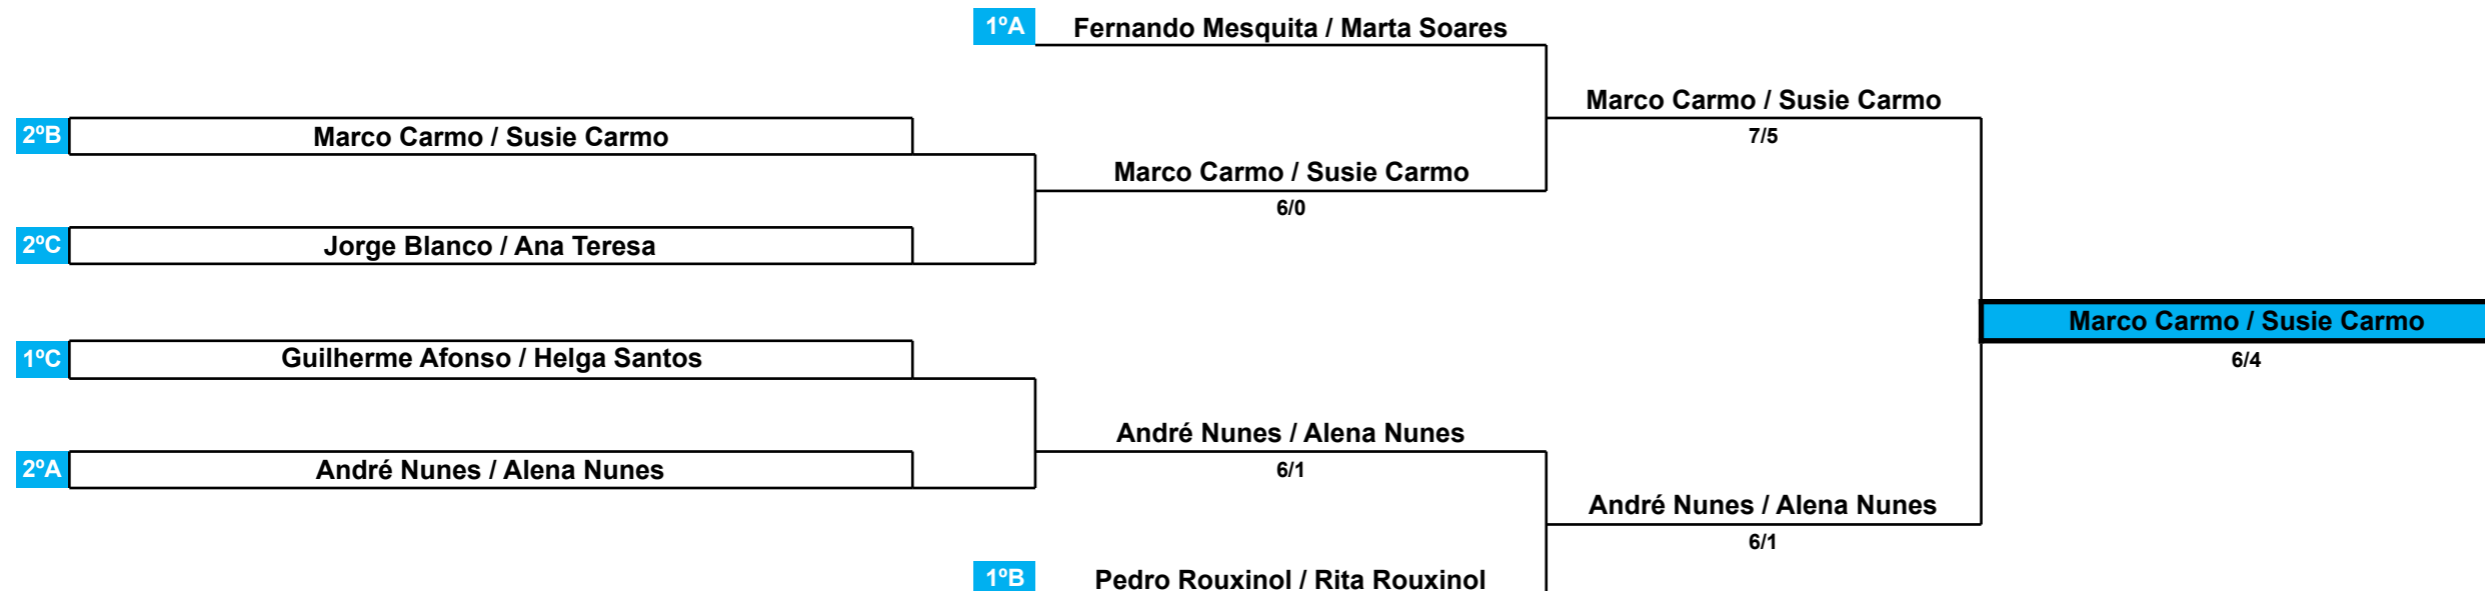 1ºA Fernando Mesquita / Marta Soares
Marco Carmo / Susie Carmo
7/5
2ºB Marco Carmo / Susie Carmo
Marco Carmo / Susie Carmo
6/0
2ºC Jorge Blanco / Ana Teresa
Marco Carmo / Susie Carmo
6/4
1ºC Guilherme Afonso / Helga Santos
André Nunes / Alena Nunes
6/1
2ºA André Nunes / Alena Nunes
André Nunes / Alena Nunes
6/1
1ºB Pedro Rouxinol / Rita Rouxinol